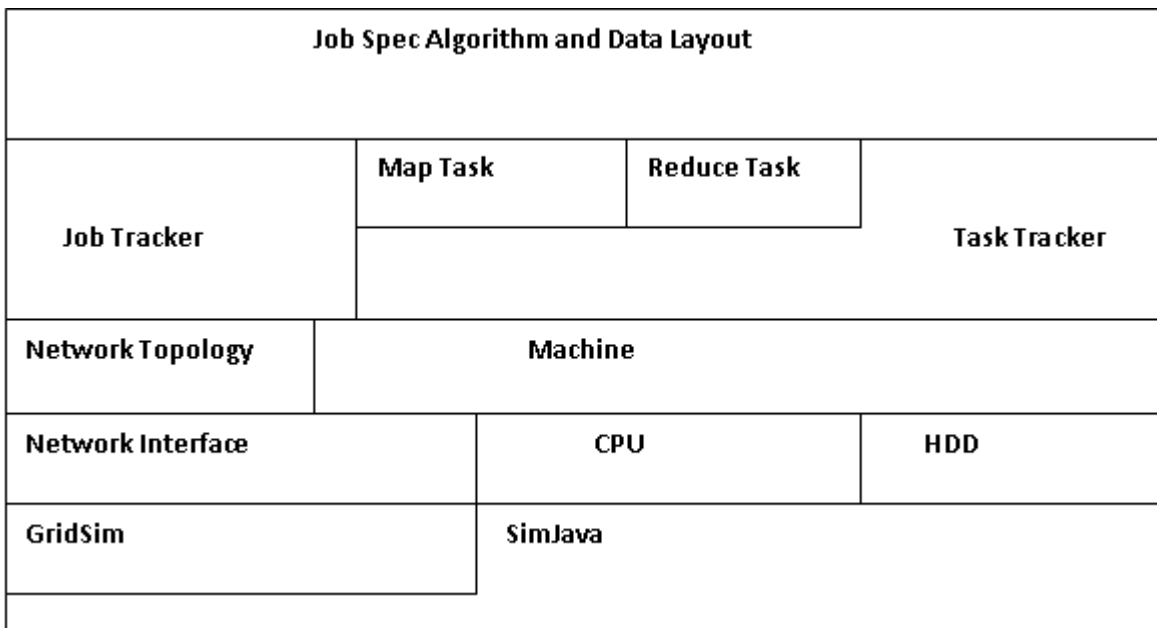 Job Spec Algorithm and Data Layout
Map Task
Reduce Task
Job Tracker
Task Tracker
Network Topology
Machine
Network Interface
CPU
HDD
GridSim
SimJava